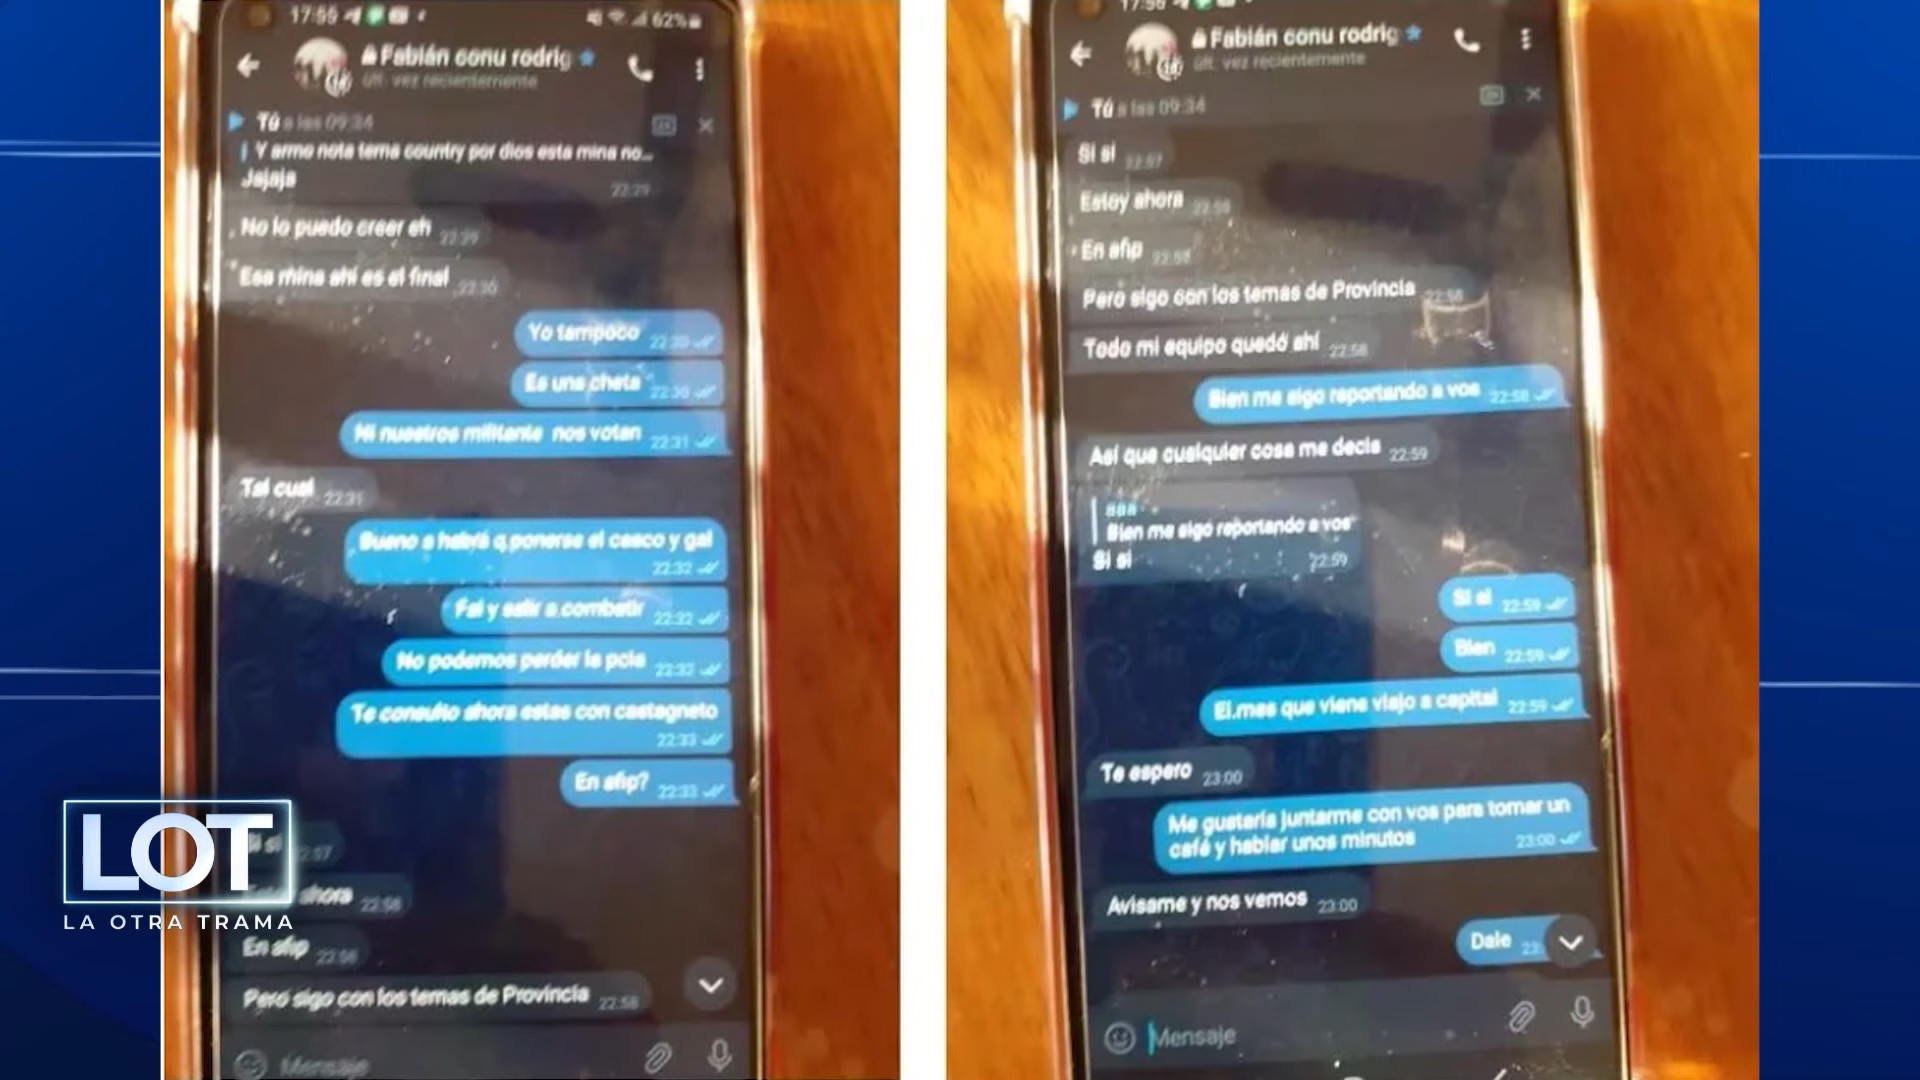 17:55
62%
Fabián conu rodrig
últ. vez recientemente
Tú a las 09:34
Y armo nota tema country por dios esta mina no...
Jajaja 22:29
No lo puedo creer eh 22:29
Esa mina ahí es el final 22:30
Yo tampoco 22:30
Es una cheta 22:30
Ni nuestros militante nos votan 22:31
Tal cual 22:31
Bueno a habrá q ponerse el casco y gal
22:32
Fal y salir a combatir 22:32
No podemos perder la pcia 22:32
Te consulto ahora estas con castagneto
22:33
En afip? 22:33
ahora 22:58
En afip 22:58
Pero sigo con los temas de Provincia 22:58
Mensaje
LOT
LA OTRA TRAMA
Fabián conu rodrig
últ. vez recientemente
Tú a las 09:34
Si si 22:57
Estoy ahora 22:58
En afip 22:58
Pero sigo con los temas de Provincia 22:58
Todo mi equipo quedó ahí 22:58
Bien me sigo reportando a vos 22:58
Así que cualquier cosa me decis 22:59
Bien me sigo reportando a vos
Si si 22:59
Si si 22:59
Bien 22:59
El.mes que viene viajo a capital 22:59
Te espero 23:00
Me gustaría juntarme con vos para tomar un
café y hablar unos minutos 23:00
Avisame y nos vemos 23:00
Dale
Mensaje